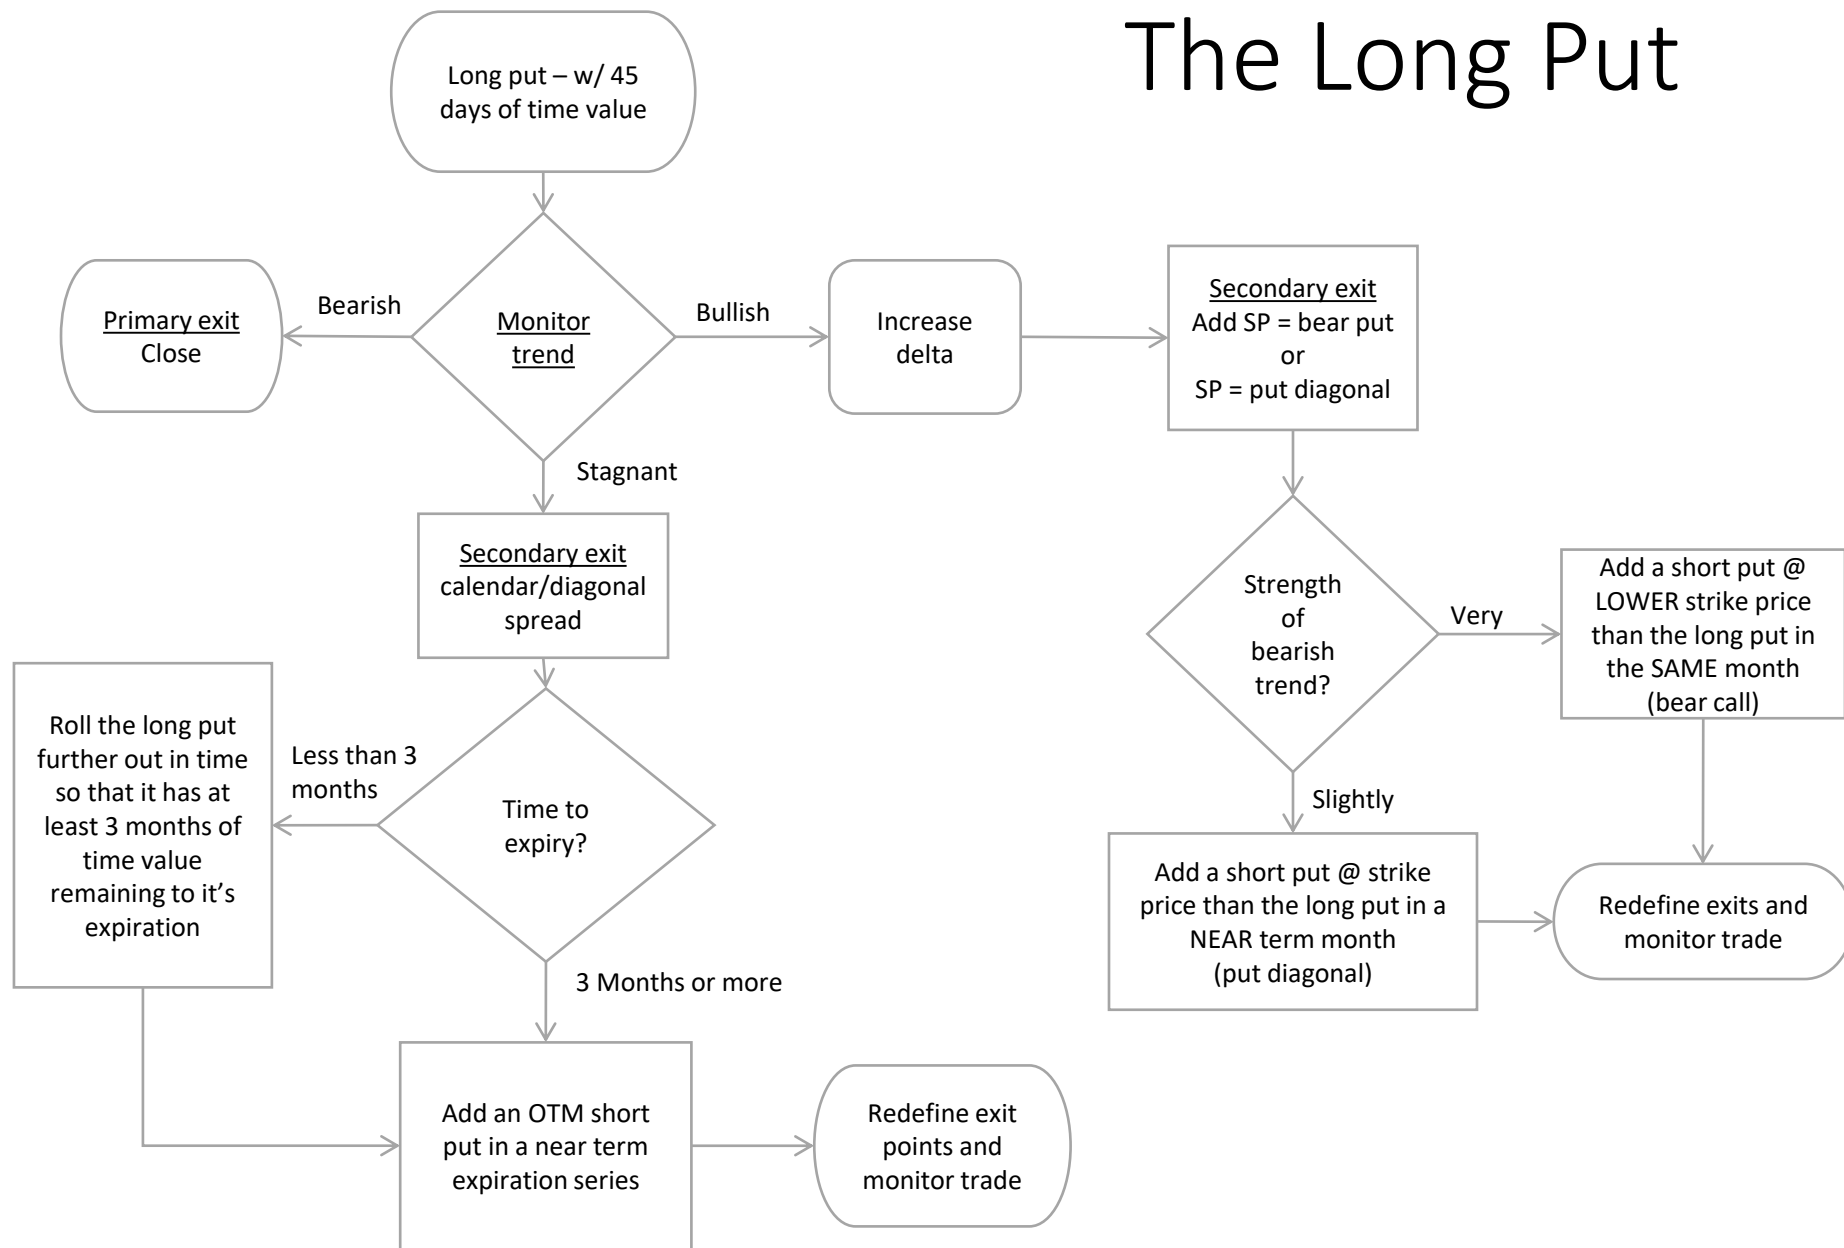 The Long Put
Long put – w/ 45
days of time value
Monitor
trend
Bearish
Primary exit
Close
Bullish
Increase
delta
Secondary exit
Add SP = bear put
or
SP = put diagonal
Stagnant
Secondary exit
calendar/diagonal
spread
Strength
of
bearish
trend?
Very
Add a short put @
LOWER strike price
than the long put in
the SAME month
(bear call)
Slightly
Add a short put @ strike
price than the long put in a
NEAR term month
(put diagonal)
Redefine exits and
monitor trade
Time to
expiry?
Less than 3
months
Roll the long put
further out in time
so that it has at
least 3 months of
time value
remaining to it’s
expiration
3 Months or more
Add an OTM short
put in a near term
expiration series
Redefine exit
points and
monitor trade